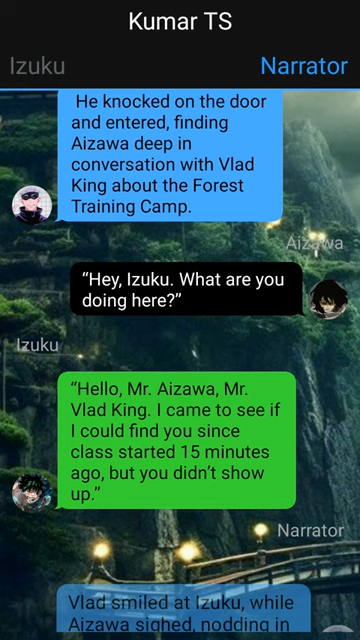 Kumar TS
Izuku
Narrator
He knocked on the door
and entered, finding
Aizawa deep in
conversation with Vlad
King about the Forest
Training Camp.
Aizawa
“Hey, Izuku. What are you
doing here?”
Izuku
“Hello, Mr. Aizawa, Mr.
Vlad King. I came to see if
I could find you since
class started 15 minutes
ago, but you didn’t show
up.”
Narrator
Vlad smiled at Izuku, while
Aizawa sighed, nodding in